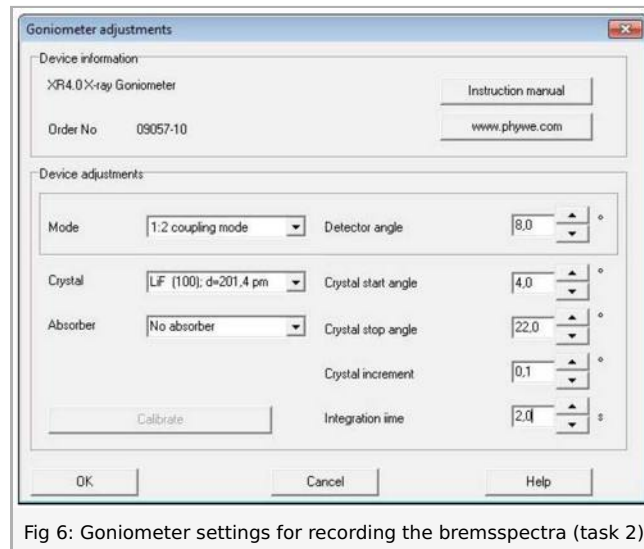 Goniometer adjustments
Device information
XR4.0 X-ray Goniometer
Instruction manual
Order No 09057-10
www.phywe.com
Device adjustments
Mode 1:2 coupling mode Detector angle 8,0 °
Crystal LiF (100); d=201,4 pm Crystal start angle 4,0 °
Absorber No absorber Crystal stop angle 22,0 °
Crystal increment 0,1 °
Calibrate Integration iime 2,0 s
OK Cancel Help
Fig 6: Goniometer settings for recording the bremsspectra (task 2)